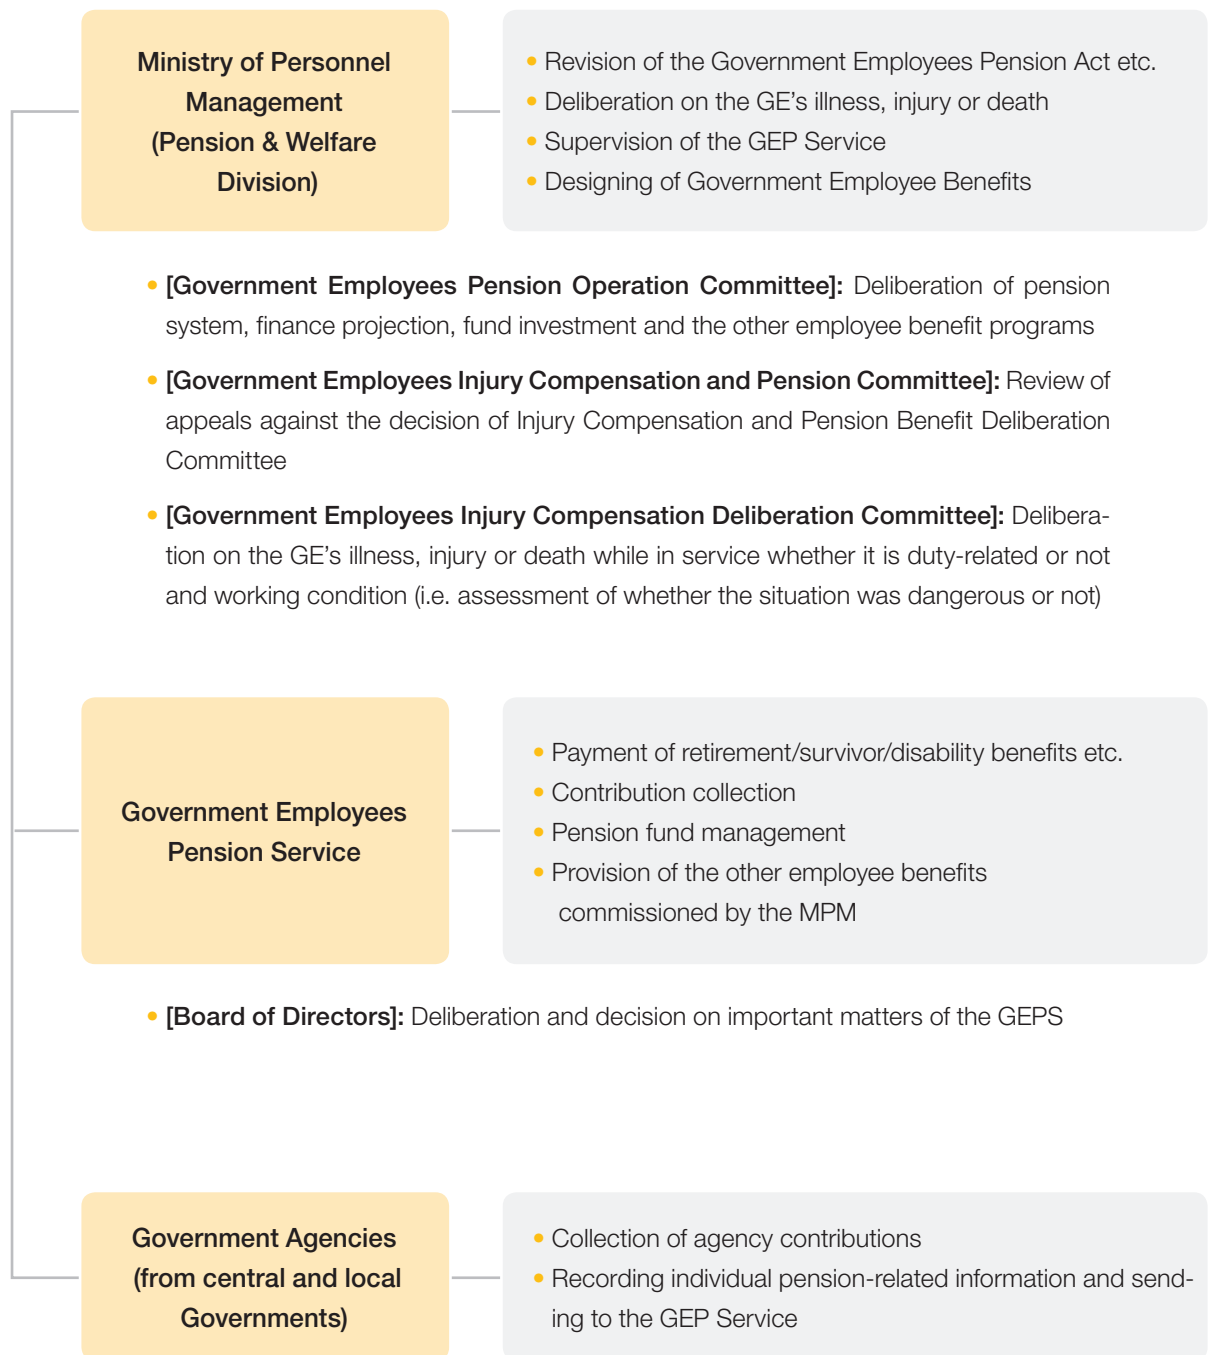 Ministry of Personnel
Management
(Pension & Welfare
Division)
• Revision of the Government Employees Pension Act etc.
• Deliberation on the GE’s illness, injury or death
• Supervision of the GEP Service
• Designing of Government Employee Benefits
• [Government Employees Pension Operation Committee]: Deliberation of pension
system, finance projection, fund investment and the other employee benefit programs
• [Government Employees Injury Compensation and Pension Committee]: Review of
appeals against the decision of Injury Compensation and Pension Benefit Deliberation
Committee
• [Government Employees Injury Compensation Deliberation Committee]: Delibera-
tion on the GE’s illness, injury or death while in service whether it is duty-related or not
and working condition (i.e. assessment of whether the situation was dangerous or not)
Government Employees
Pension Service
• Payment of retirement/survivor/disability benefits etc.
• Contribution collection
• Pension fund management
• Provision of the other employee benefits
commissioned by the MPM
• [Board of Directors]: Deliberation and decision on important matters of the GEPS
Government Agencies
(from central and local
Governments)
• Collection of agency contributions
• Recording individual pension-related information and send-
ing to the GEP Service